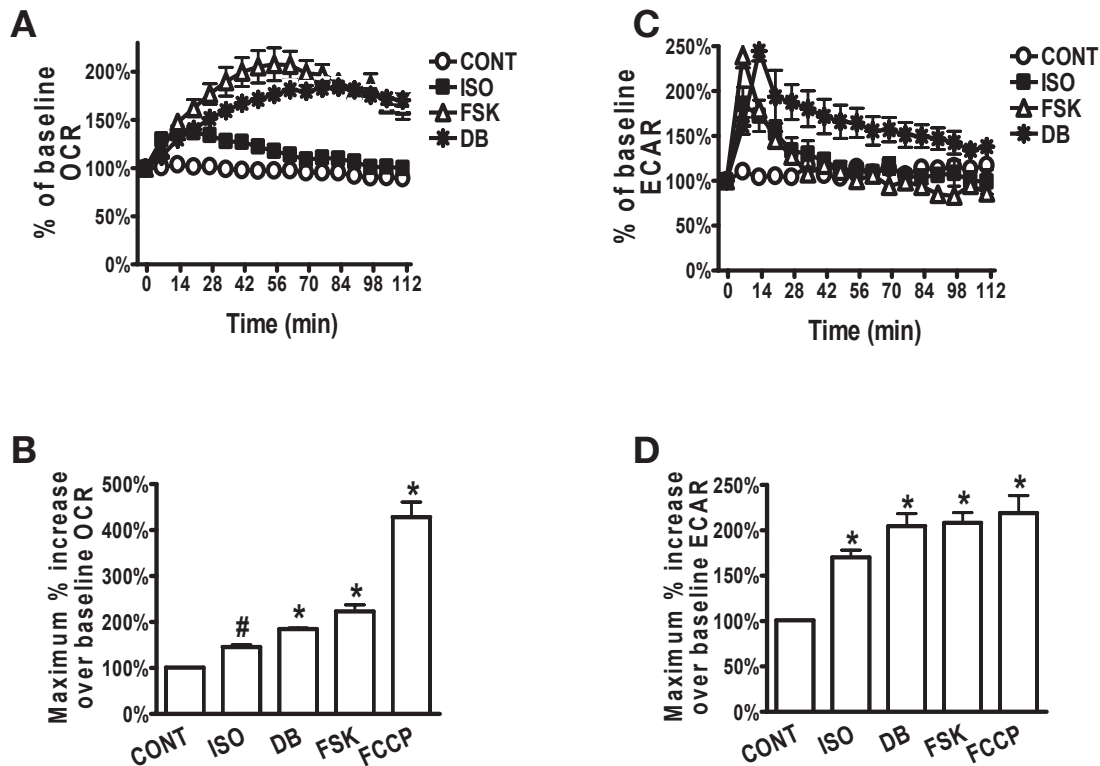 A
% of baseline
OCR
200%
150%
100%
50%
0%
0 14 28 42 56 70 84 98 112
Time (min)
CONT
ISO
FSK
DB
C
% of baseline
ECAR
250%
200%
150%
100%
50%
0%
0 14 28 42 56 70 84 98 112
Time (min)
CONT
ISO
FSK
DB
B
Maximum % increase
over baseline OCR
500%
400%
300%
200%
100%
0%
# * * *
CONT ISO DB FSK FCCP
D
Maximum % increase
over baseline ECAR
250%
200%
150%
100%
50%
0%
* * * *
CONT ISO DB FSK FCCP